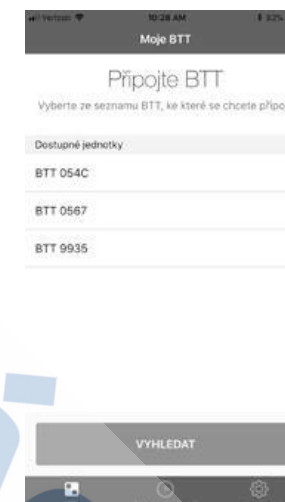 Verizon 10:28 AM
Moje BTT
Připojte BTT
Vyberte ze seznamu BTT, ke které se chcete připo
Dostupné jednotky
BTT 054C
BTT 0567
BTT 9935
VYHLEDAT